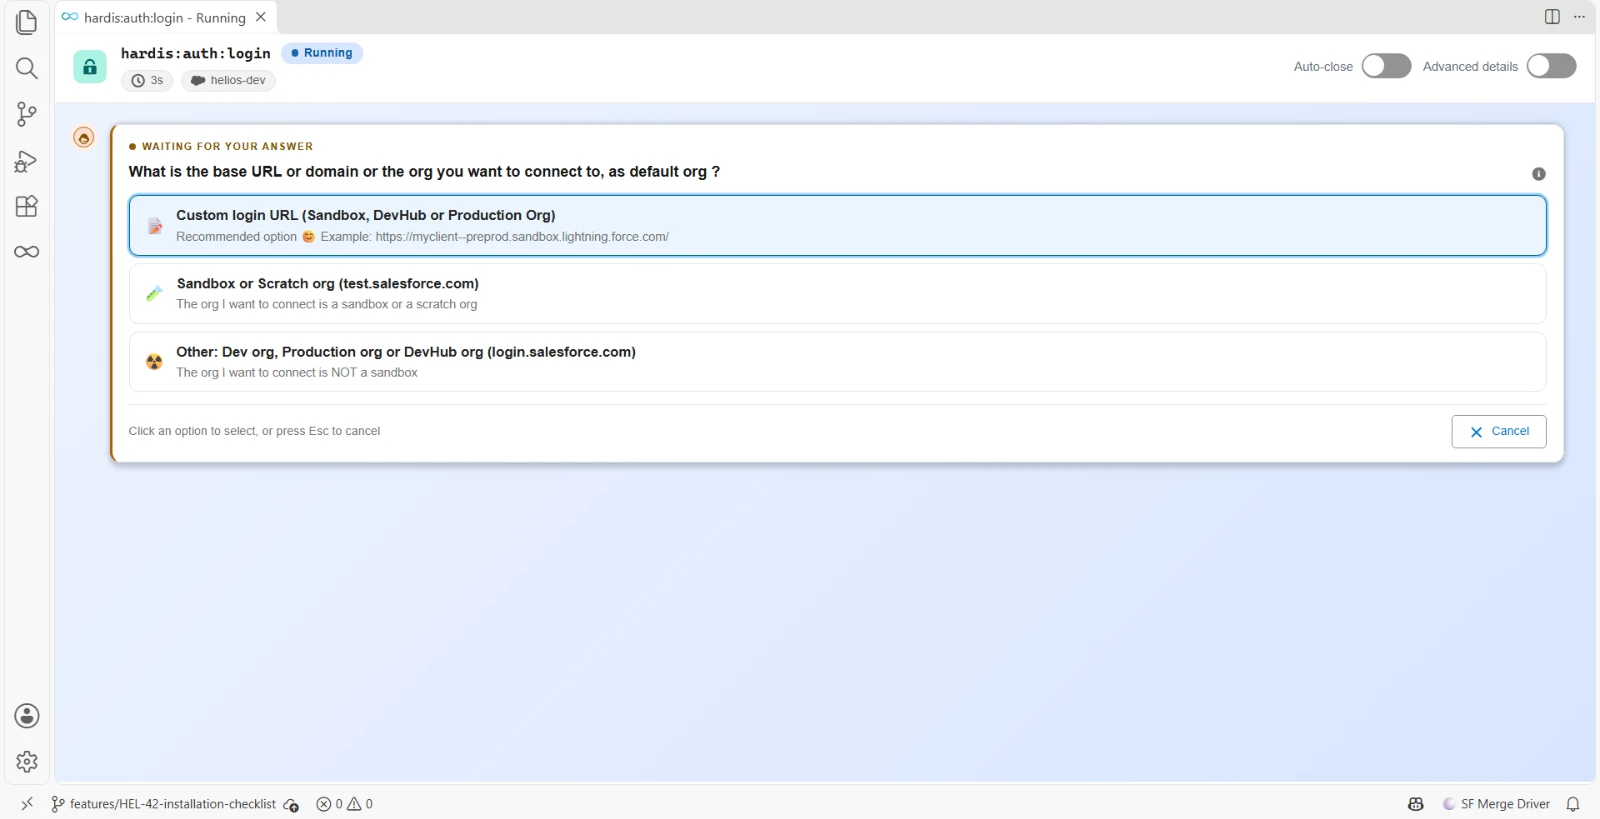 hardis:auth:login - Running
hardis:auth:login
Running
3s
helios-dev
Auto-close
Advanced details
WAITING FOR YOUR ANSWER
What is the base URL or domain or the org you want to connect to, as default org ?
Custom login URL (Sandbox, DevHub or Production Org)
Recommended option 😊 Example: https://myclient--preprod.sandbox.lightning.force.com/
Sandbox or Scratch org (test.salesforce.com)
The org I want to connect is a sandbox or a scratch org
Other: Dev org, Production org or DevHub org (login.salesforce.com)
The org I want to connect is NOT a sandbox
Click an option to select, or press Esc to cancel
Cancel
features/HEL-42-installation-checklist
0
0
SF Merge Driver